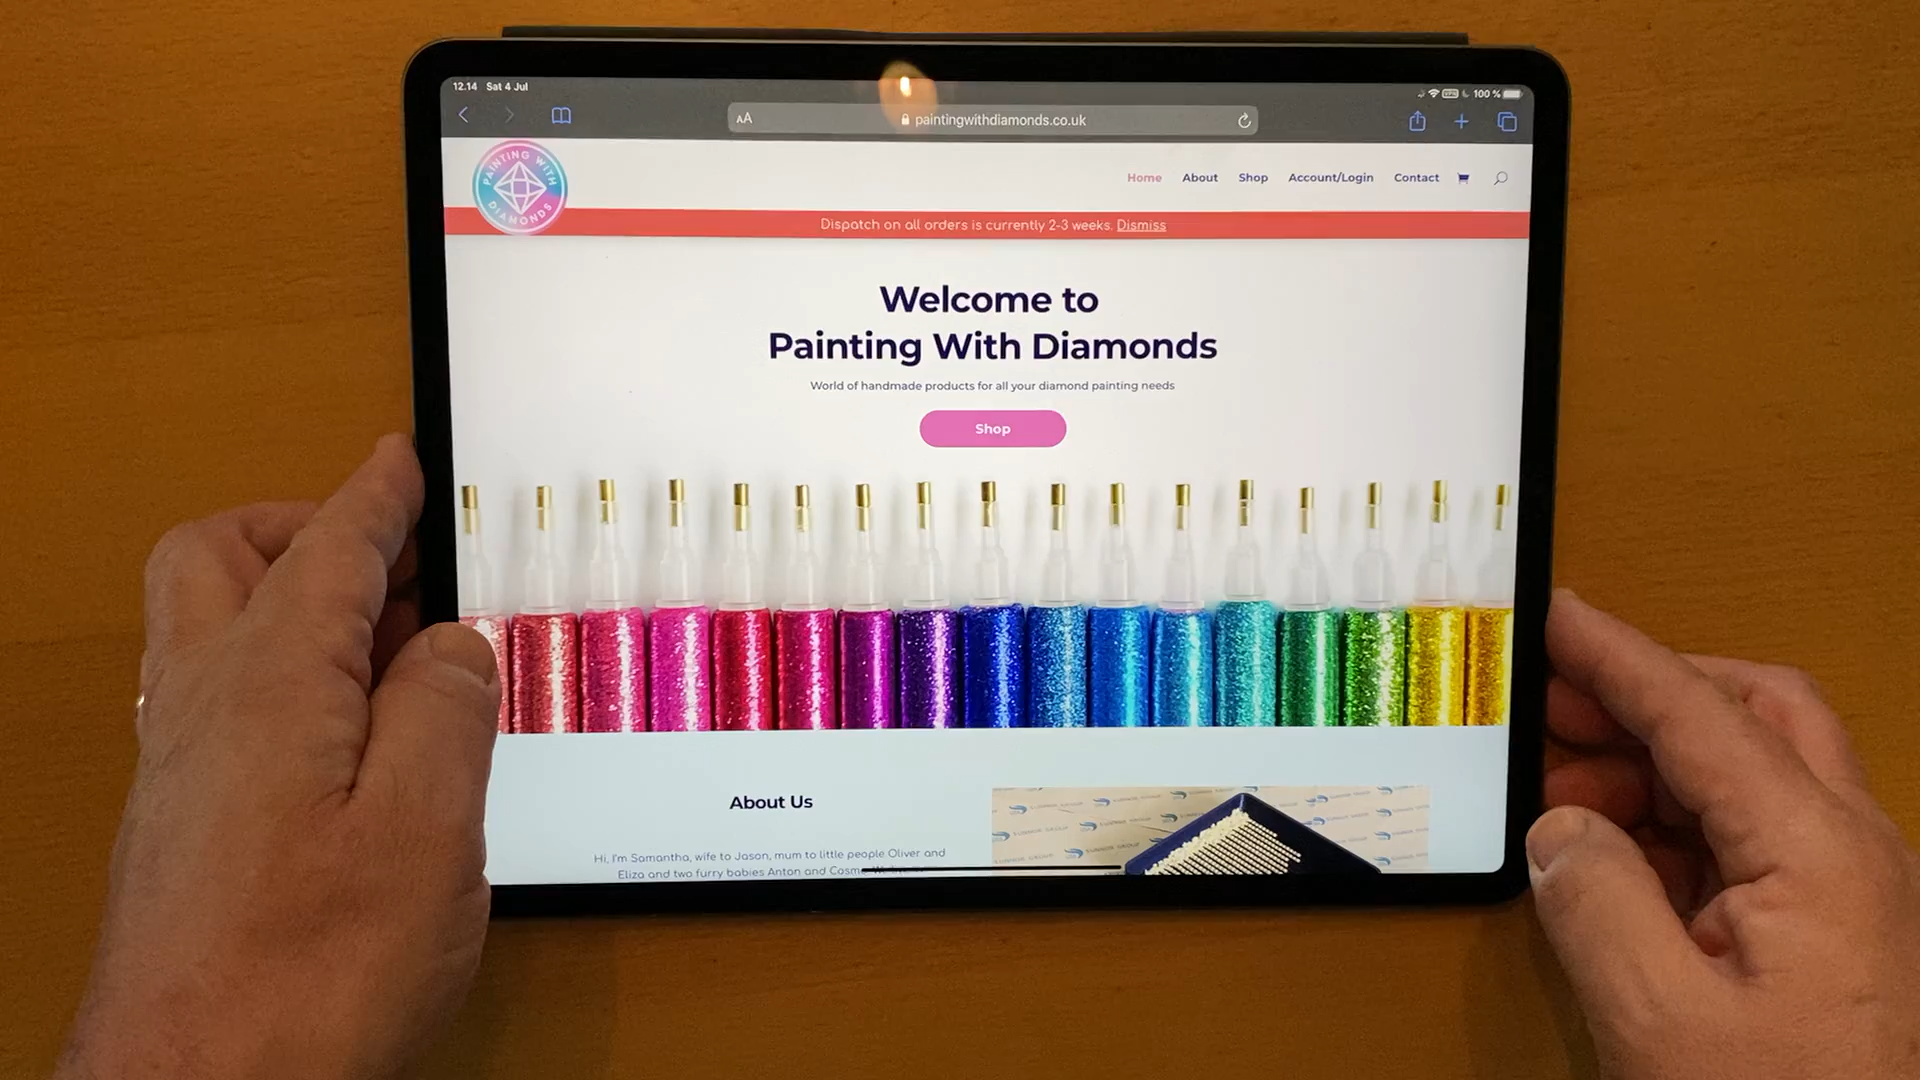 12.14 Sat 4 Jul
100 %
AA paintingwithdiamonds.co.uk
PAINTING WITH
DIAMONDS
Home About Shop Account/Login Contact
Dispatch on all orders is currently 2-3 weeks. Dismiss
Welcome to
Painting With Diamonds
World of handmade products for all your diamond painting needs
Shop
About Us
Hi, I'm Samantha, wife to Jason, mum to little people Oliver and
Eliza and two furry babies Anton and